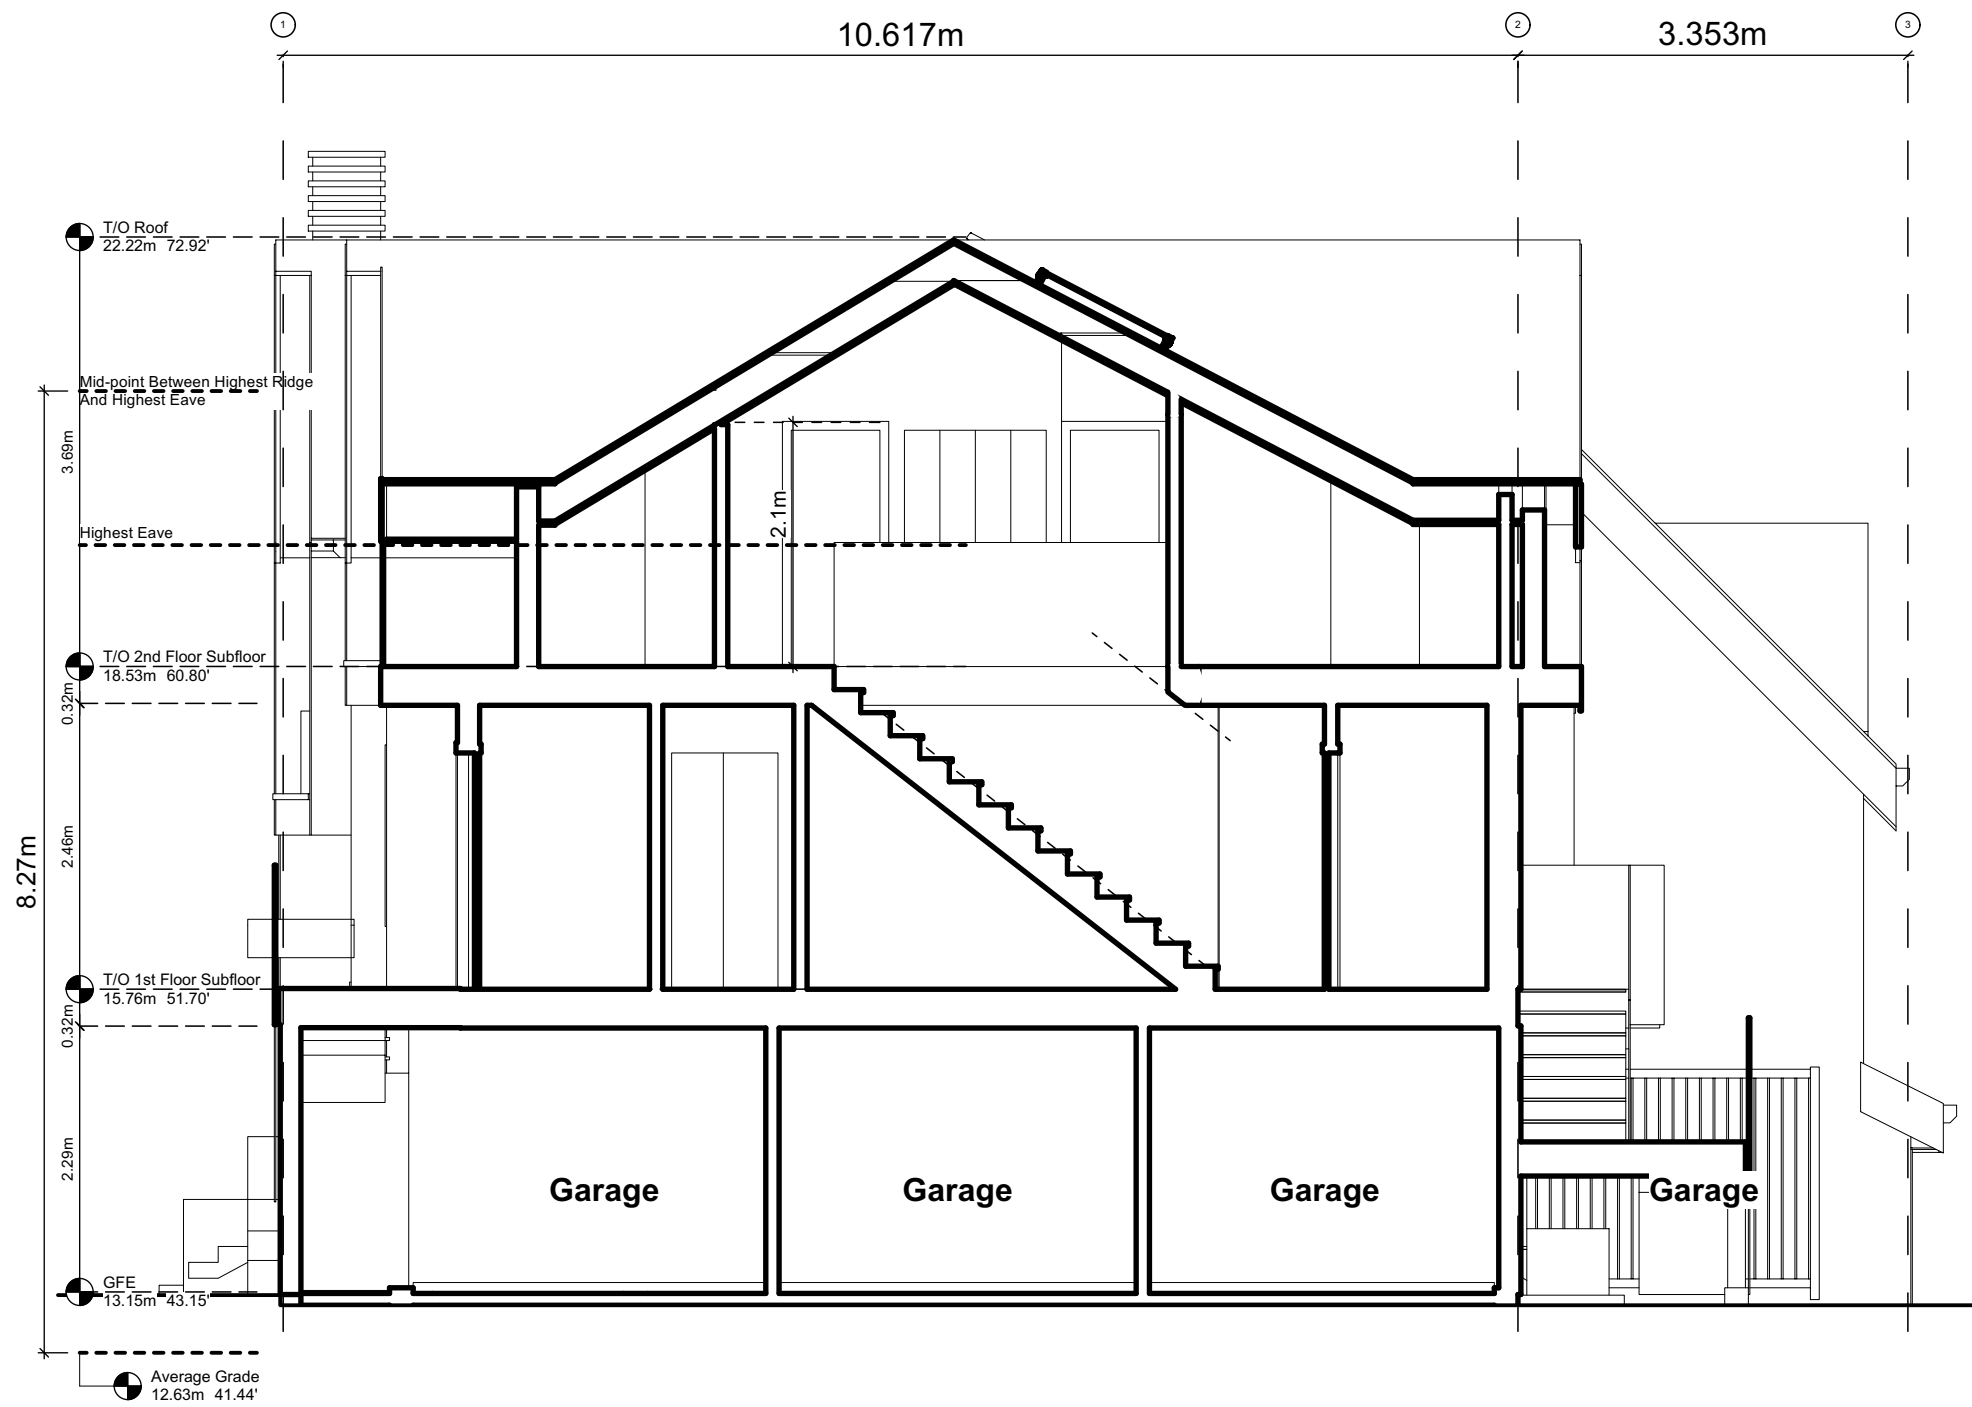 1
2
3
10.617m
3.353m
T/O Roof
22.22m 72.92'
Mid-point Between Highest Ridge
And Highest Eave
3.69m
2.1m
Highest Eave
T/O 2nd Floor Subfloor
18.53m 60.80'
0.32m
2.46m
8.27m
T/O 1st Floor Subfloor
15.76m 51.70'
0.32m
2.29m
Garage
Garage
Garage
Garage
GFE
13.15m 43.15'
Average Grade
12.63m 41.44'